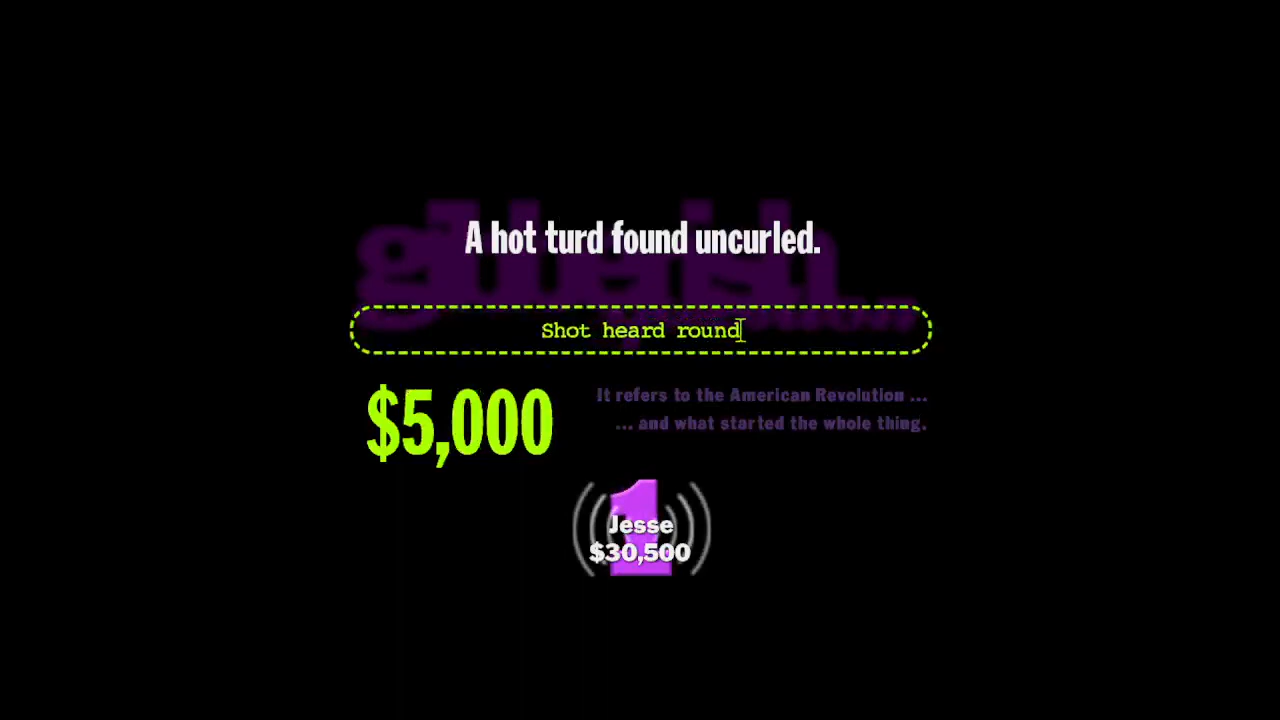 A hot turd found uncurled.
Shot heard round
$5,000
It refers to the American Revolution ...
... and what started the whole thing.
1
Jesse
$30,500